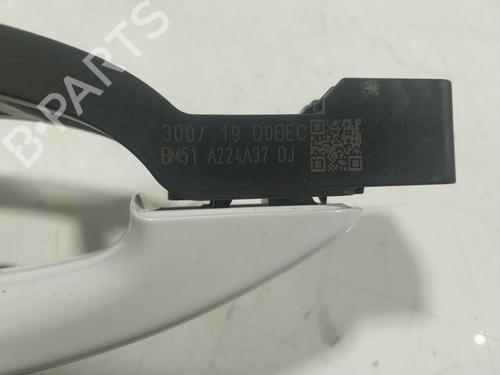 B-PARTS
300/ 19 D0BEC
BM51 A224A37 DJ